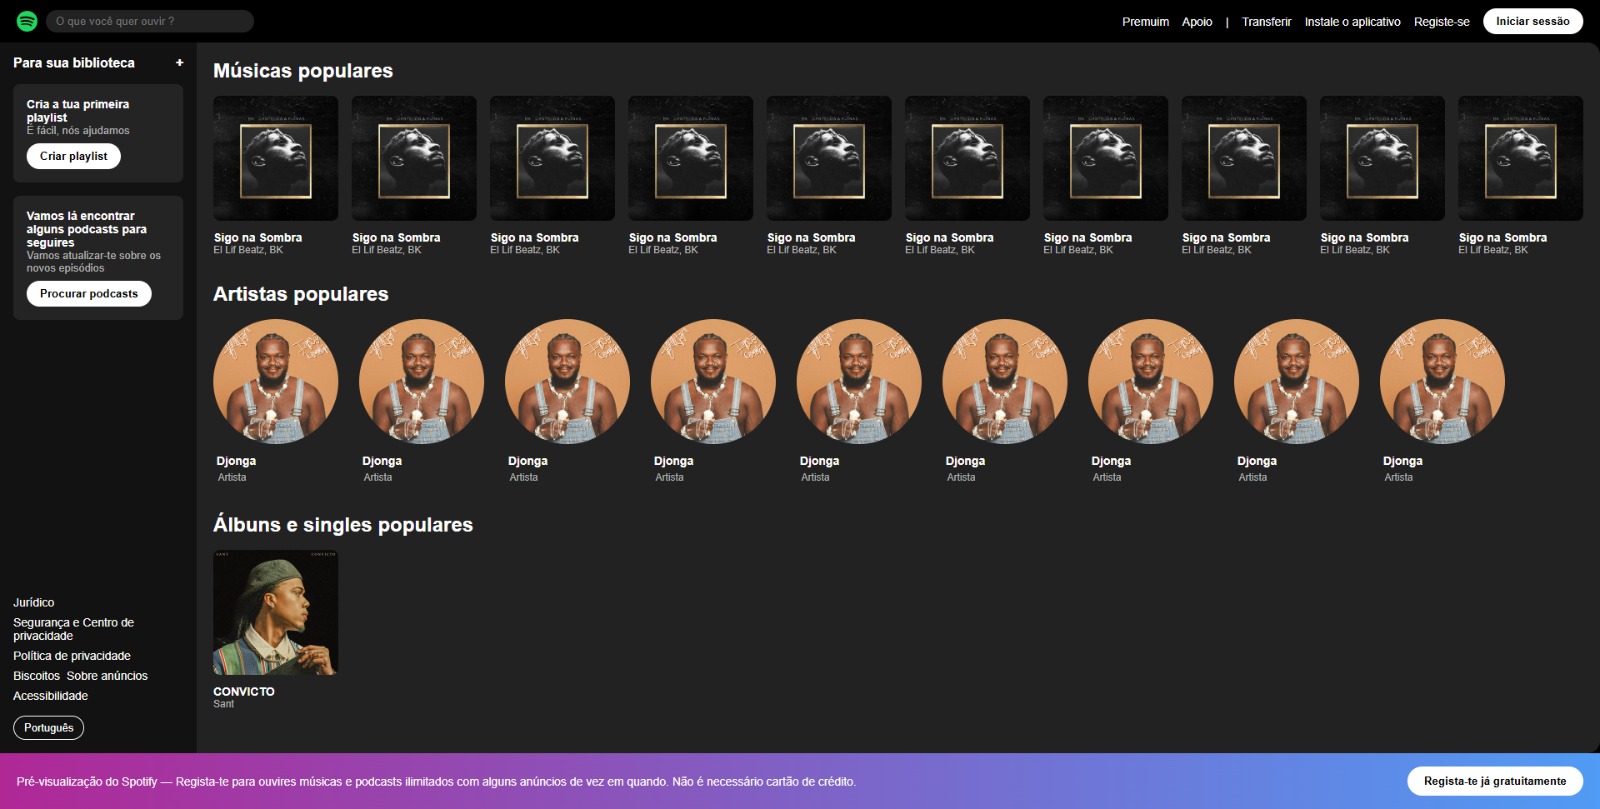 O que você quer ouvir ?
Premuim Apoio | Transferir Instale o aplicativo Registe-se Iniciar sessão
Para sua biblioteca +
Cria a tua primeira
playlist
É fácil, nós ajudamos
Criar playlist
Vamos lá encontrar
alguns podcasts para
seguires
Vamos atualizar-te sobre os
novos episódios
Procurar podcasts
Jurídico
Segurança e Centro de
privacidade
Política de privacidade
Biscoitos Sobre anúncios
Acessibilidade
Português
Músicas populares
Sigo na Sombra Sigo na Sombra Sigo na Sombra Sigo na Sombra Sigo na Sombra Sigo na Sombra Sigo na Sombra Sigo na Sombra Sigo na Sombra Sigo na Sombra
El Lif Beatz, BK El Lif Beatz, BK El Lif Beatz, BK El Lif Beatz, BK El Lif Beatz, BK El Lif Beatz, BK El Lif Beatz, BK El Lif Beatz, BK El Lif Beatz, BK El Lif Beatz, BK
Artistas populares
Djonga Djonga Djonga Djonga Djonga Djonga Djonga Djonga Djonga
Artista Artista Artista Artista Artista Artista Artista Artista Artista
Álbuns e singles populares
SANT CONVICTO
CONVICTO
Sant
Pré-visualização do Spotify — Regista-te para ouvires músicas e podcasts ilimitados com alguns anúncios de vez em quando. Não é necessário cartão de crédito. Regista-te já gratuitamente